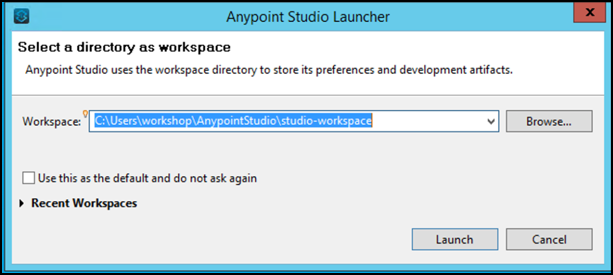 Anypoint Studio Launcher
x
Select a directory as workspace
Anypoint Studio uses the workspace directory to store its preferences and development artifacts.
Workspace: C:\Users\workshop\AnypointStudio\studio-workspace Browse...
Use this as the default and do not ask again
Recent Workspaces
Launch Cancel